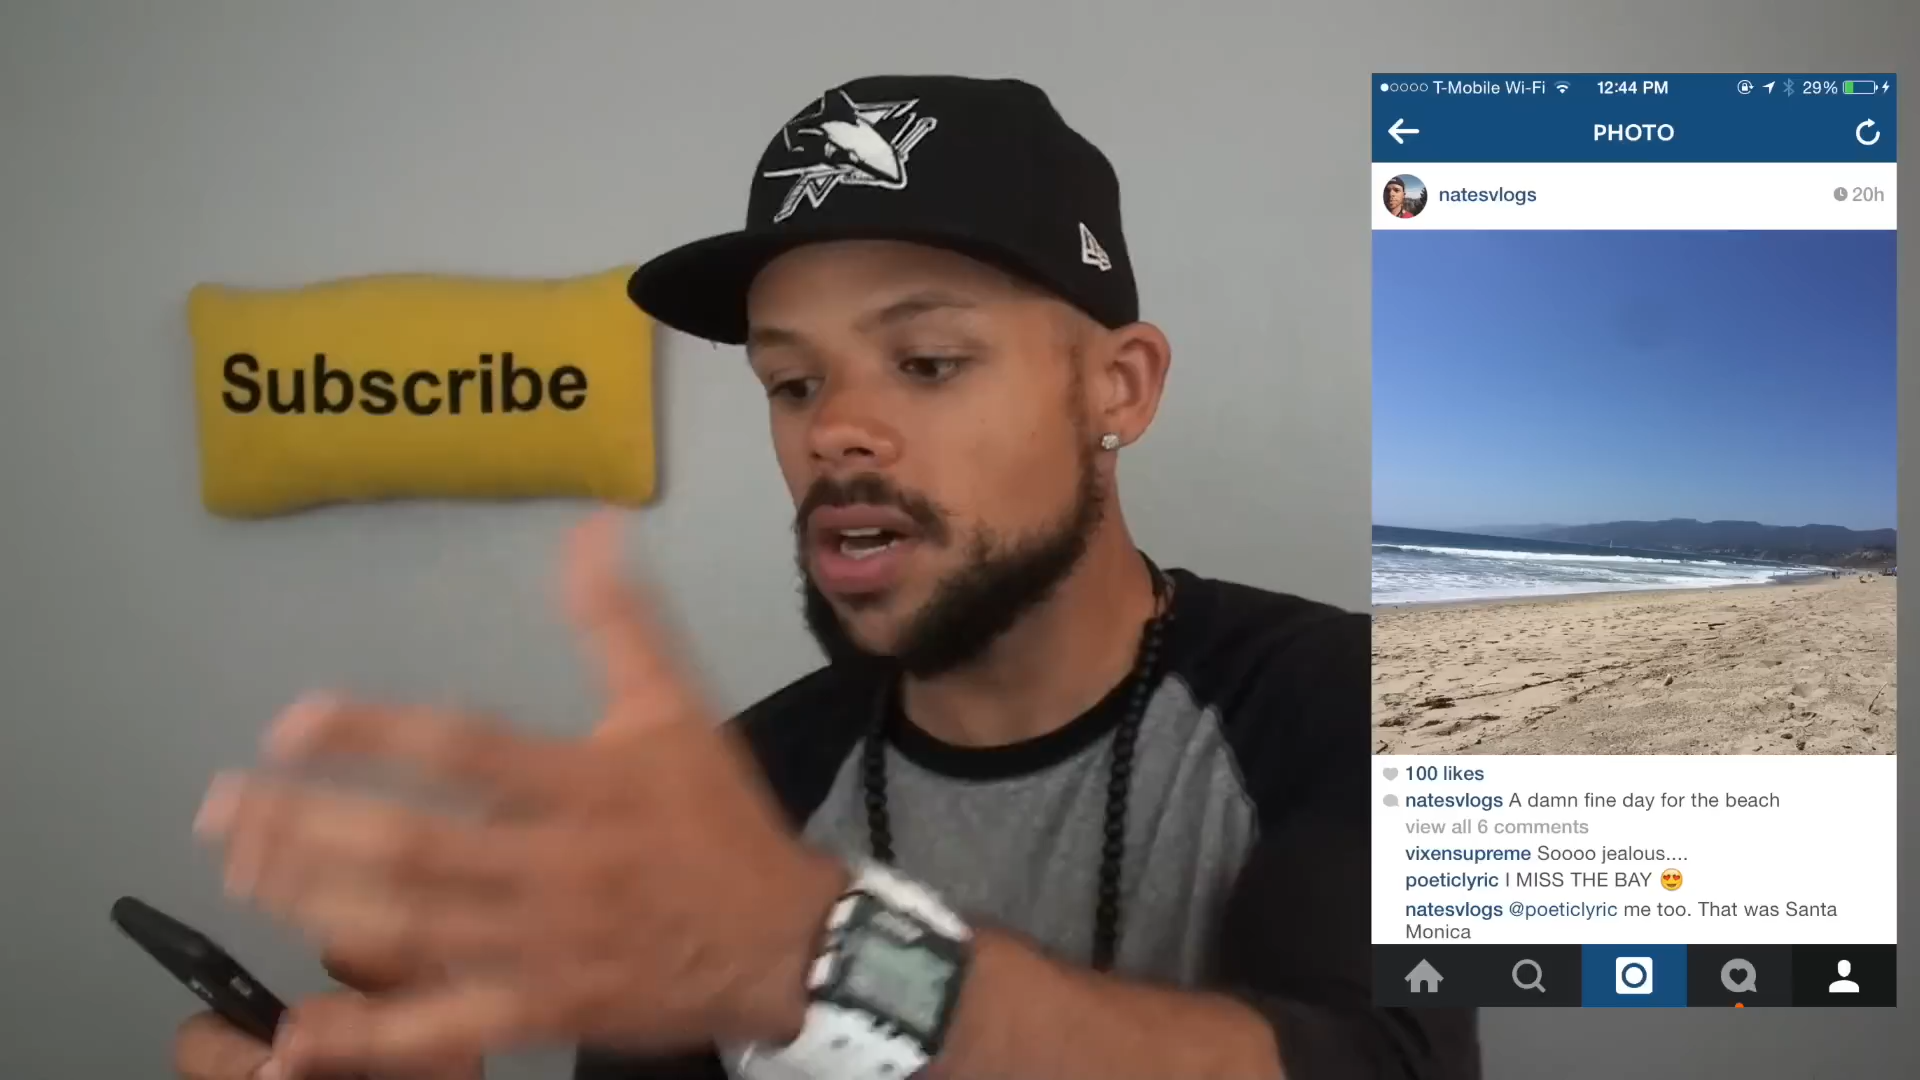 Subscribe
T-Mobile Wi-Fi 12:44 PM 29%
PHOTO
natesvlogs 20h
100 likes
natesvlogs A damn fine day for the beach
view all 6 comments
vixensupreme Soooo jealous....
poeticlyric I MISS THE BAY 😍
natesvlogs @poeticlyric me too. That was Santa
Monica